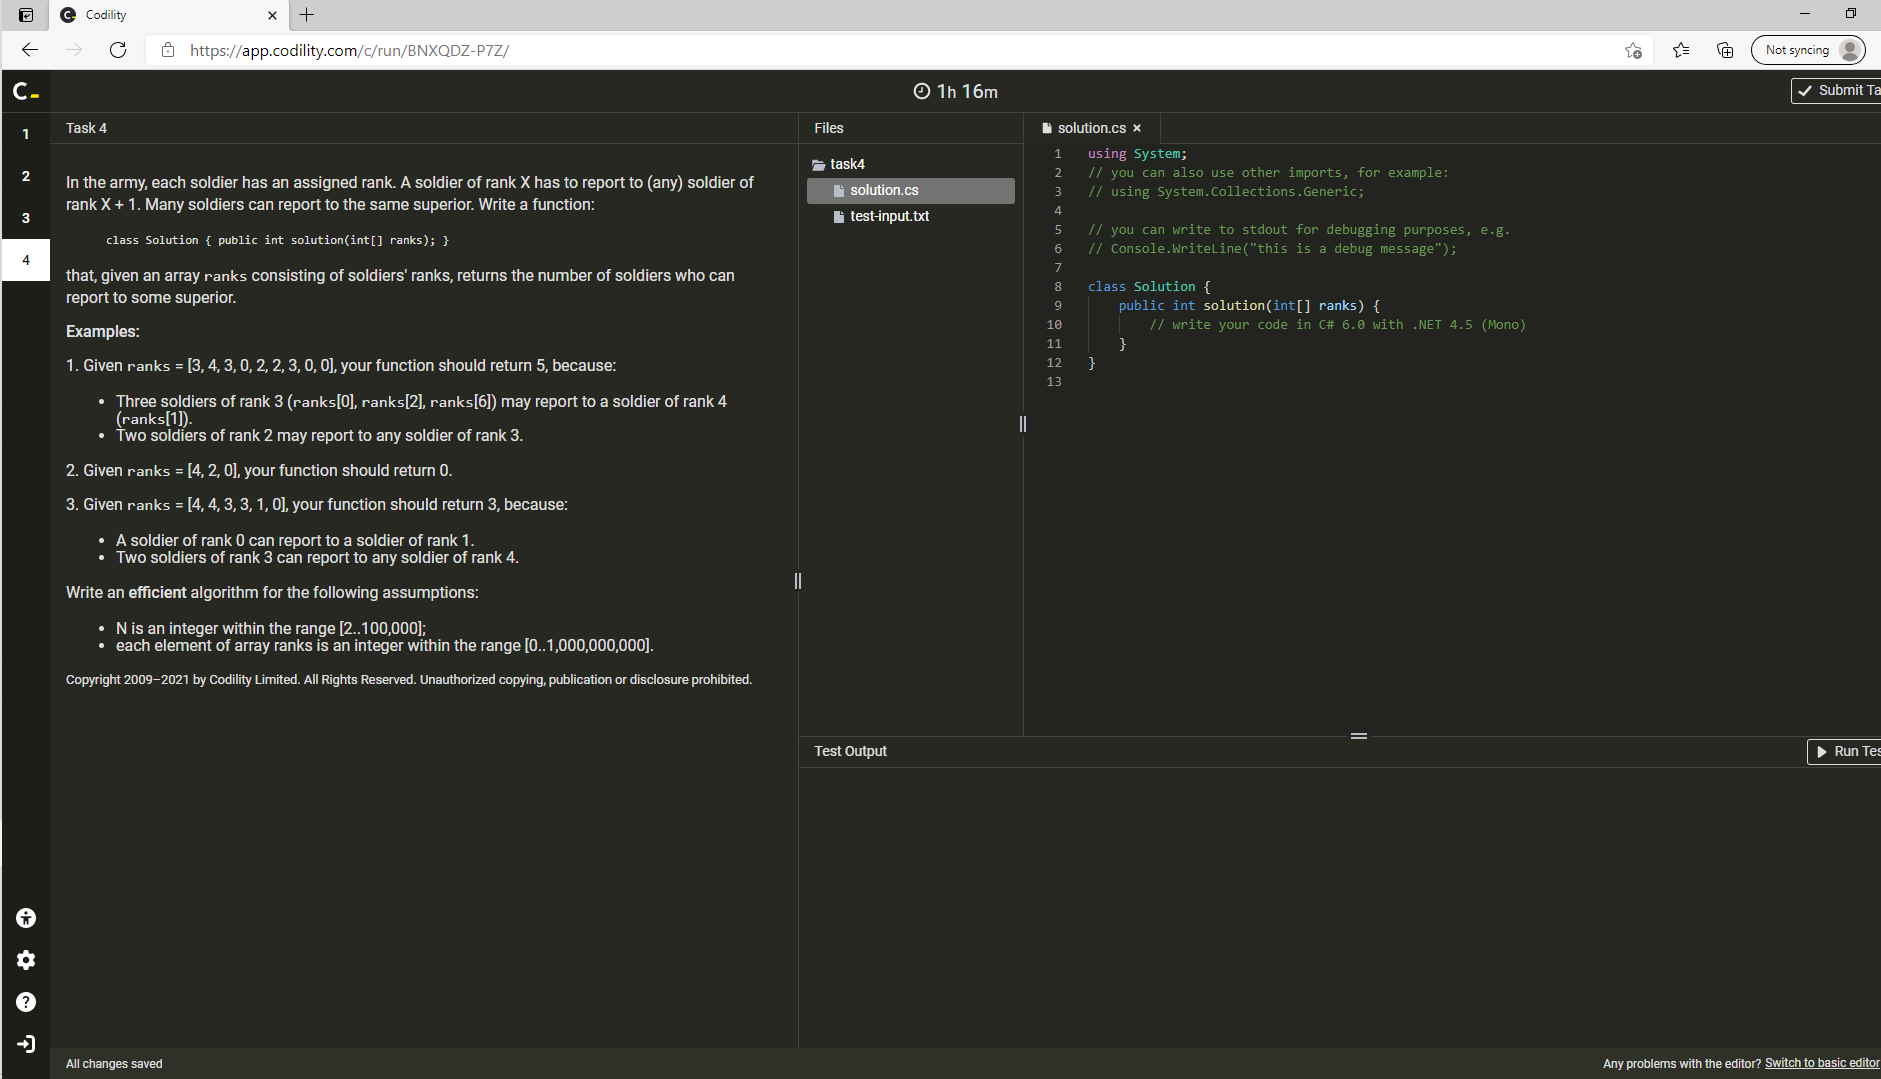 Codility
https://app.codility.com/c/run/BNXQDZ-P7Z/
Not syncing
1h 16m
Submit Ta
1
2
3
4
Task 4
In the army, each soldier has an assigned rank. A soldier of rank X has to report to (any) soldier of
rank X + 1. Many soldiers can report to the same superior. Write a function:
class Solution { public int solution(int[] ranks); }
that, given an array ranks consisting of soldiers' ranks, returns the number of soldiers who can
report to some superior.
Examples:
1. Given ranks = [3, 4, 3, 0, 2, 2, 3, 0, 0], your function should return 5, because:
• Three soldiers of rank 3 (ranks[0], ranks[2], ranks[6]) may report to a soldier of rank 4
(ranks[1]).
• Two soldiers of rank 2 may report to any soldier of rank 3.
2. Given ranks = [4, 2, 0], your function should return 0.
3. Given ranks = [4, 4, 3, 3, 1, 0], your function should return 3, because:
• A soldier of rank 0 can report to a soldier of rank 1.
• Two soldiers of rank 3 can report to any soldier of rank 4.
Write an efficient algorithm for the following assumptions:
• N is an integer within the range [2..100,000];
• each element of array ranks is an integer within the range [0..1,000,000,000].
Copyright 2009–2021 by Codility Limited. All Rights Reserved. Unauthorized copying, publication or disclosure prohibited.
Files
task4
solution.cs
test-input.txt
solution.cs
1 using System;
2 // you can also use other imports, for example:
3 // using System.Collections.Generic;
4
5 // you can write to stdout for debugging purposes, e.g.
6 // Console.WriteLine("this is a debug message");
7
8 class Solution {
9 public int solution(int[] ranks) {
10 // write your code in C# 6.0 with .NET 4.5 (Mono)
11 }
12 }
13
Test Output
Run Tes
All changes saved
Any problems with the editor? Switch to basic editor